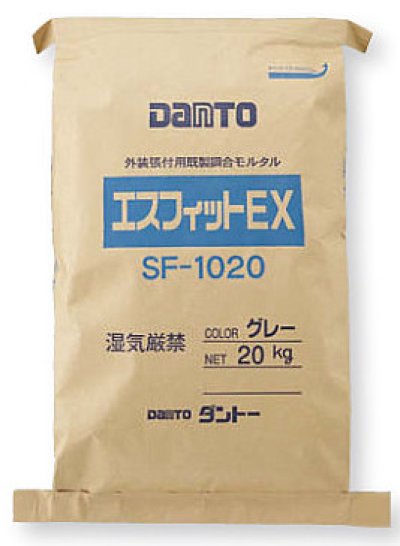 DANTO
外装張付用既製調合モルタル
エスフィットEX
SF-1020
湿気厳禁
COLOR グレー
NET 20 kg
DANTO ダントー